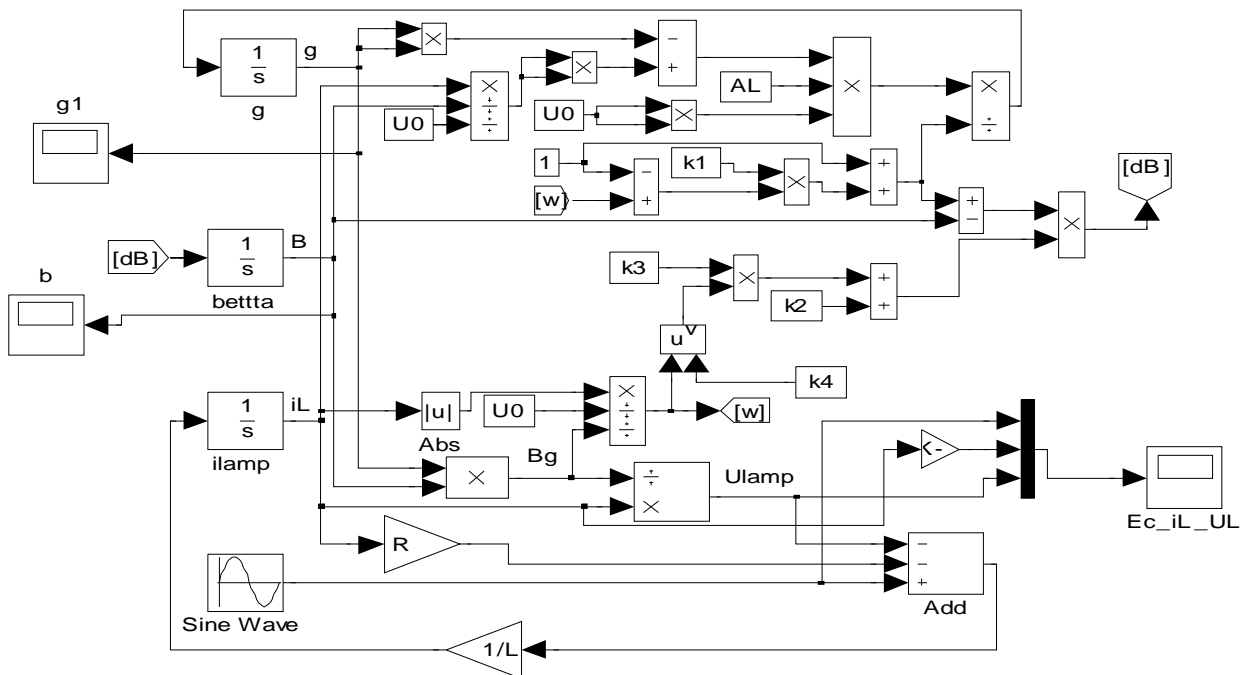 1
s
g
g
g1
×
×
×
÷
÷
U0
−
+
U0
×
AL
×
×
÷
1
−
+
[w]
k1
×
+
+
+
−
×
[dB]
[dB]
1
s
B
bettta
b
k3
×
k2
+
+
u^v
k4
1
s
iL
ilamp
|u|
Abs
U0
×
÷
÷
[w]
Bg
×
÷
×
Ulamp
K-
Ec_iL_UL
R
Sine Wave
−
−
+
Add
1/L